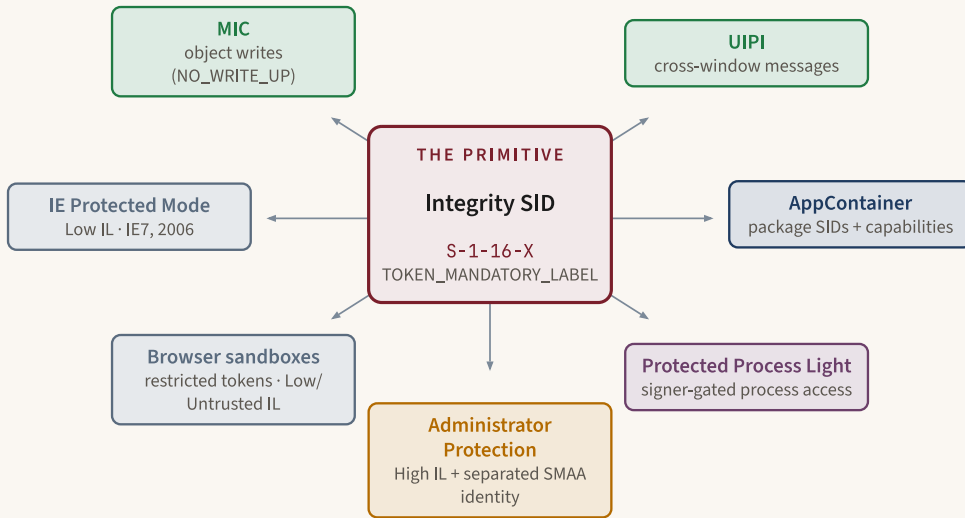 MIC
object writes
(NO_WRITE_UP)
UIPI
cross-window messages
THE PRIMITIVE
Integrity SID
S-1-16-X
TOKEN_MANDATORY_LABEL
IE Protected Mode
Low IL · IE7, 2006
AppContainer
package SIDs + capabilities
Browser sandboxes
restricted tokens · Low/
Untrusted IL
Protected Process Light
signer-gated process access
Administrator
Protection
High IL + separated SMAA
identity